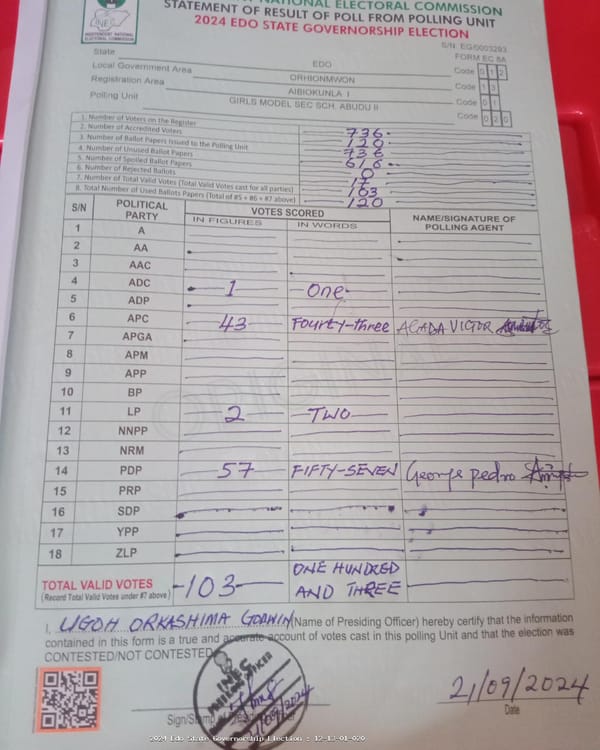 NATIONAL ELECTORAL COMMISSION
STATEMENT OF RESULT OF POLL FROM POLLING UNIT
2024 EDO STATE GOVERNORSHIP ELECTION
INEC
INDEPENDENT NATIONAL
ELECTORAL COMMISSION
S/N: EG/0003293
FORM EC 8A
State EDO Code 0 1 2
Local Government Area ORHIONMWON Code 1 3
Registration Area AIBIOKUNLA I Code 0 1
Polling Unit GIRLS MODEL SEC SCH. ABUDU II Code 0 2 0
1. Number of Voters on the Register 736
2. Number of Accredited Voters 120
3. Number of Ballot Papers Issued to the Polling Unit 736
4. Number of Unused Ballot Papers 616
5. Number of Spoiled Ballot Papers 0
6. Number of Rejected Ballots 17
7. Number of Total Valid Votes (Total Valid Votes cast for all parties) 103
8. Total Number of Used Ballots Papers (Total of #5 + #6 + #7 above) 120
S/N POLITICAL PARTY VOTES SCORED NAME/SIGNATURE OF POLLING AGENT
IN FIGURES IN WORDS
1 A
2 AA
3 AAC
4 ADC 1 One
5 ADP
6 APC 43 Fourty-three ACADA VICTOR
7 APGA
8 APM
9 APP
10 BP
11 LP 2 TWO
12 NNPP
13 NRM
14 PDP 57 FIFTY-SEVEN George pedro
15 PRP
16 SDP
17 YPP
18 ZLP
TOTAL VALID VOTES 103 ONE HUNDRED AND THREE
(Record Total Valid Votes under #7 above)
I, UGOH ORKASHIMA GODWIN (Name of Presiding Officer) hereby certify that the information
contained in this form is a true and accurate account of votes cast in this polling Unit and that the election was
CONTESTED/NOT CONTESTED.
INEC
21/09/2024
Sign/Stamp of Date
2024 Edo State Governorship Election : 12-13-01-020